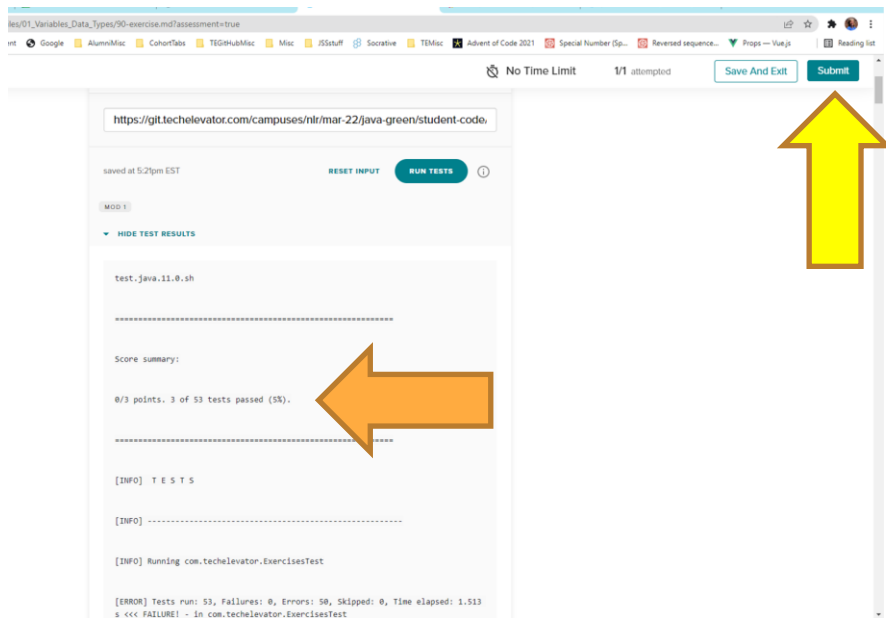 les/01_Variables_Data_Types/90-exercise.md?assessment=true
ent Google AlumniMisc CohortTabs TEGitHubMisc Misc JSSstuff Socrative TEMisc Advent of Code 2021 Special Number (Sp... Reversed sequence... Props — Vue.js Reading list
No Time Limit 1/1 attempted Save And Exit Submit
https://git.techelevator.com/campuses/nlr/mar-22/java-green/student-code/
saved at 5:21pm EST RESET INPUT RUN TESTS
MOD 1
HIDE TEST RESULTS
test.java.11.0.sh
============================================================
Score summary:
0/3 points. 3 of 53 tests passed (5%).
============================================================
[INFO] T E S T S
[INFO] -------------------------------------------------------
[INFO] Running com.techelevator.ExercisesTest
[ERROR] Tests run: 53, Failures: 0, Errors: 50, Skipped: 0, Time elapsed: 1.513
s <<< FAILURE! - in com.techelevator.ExercisesTest